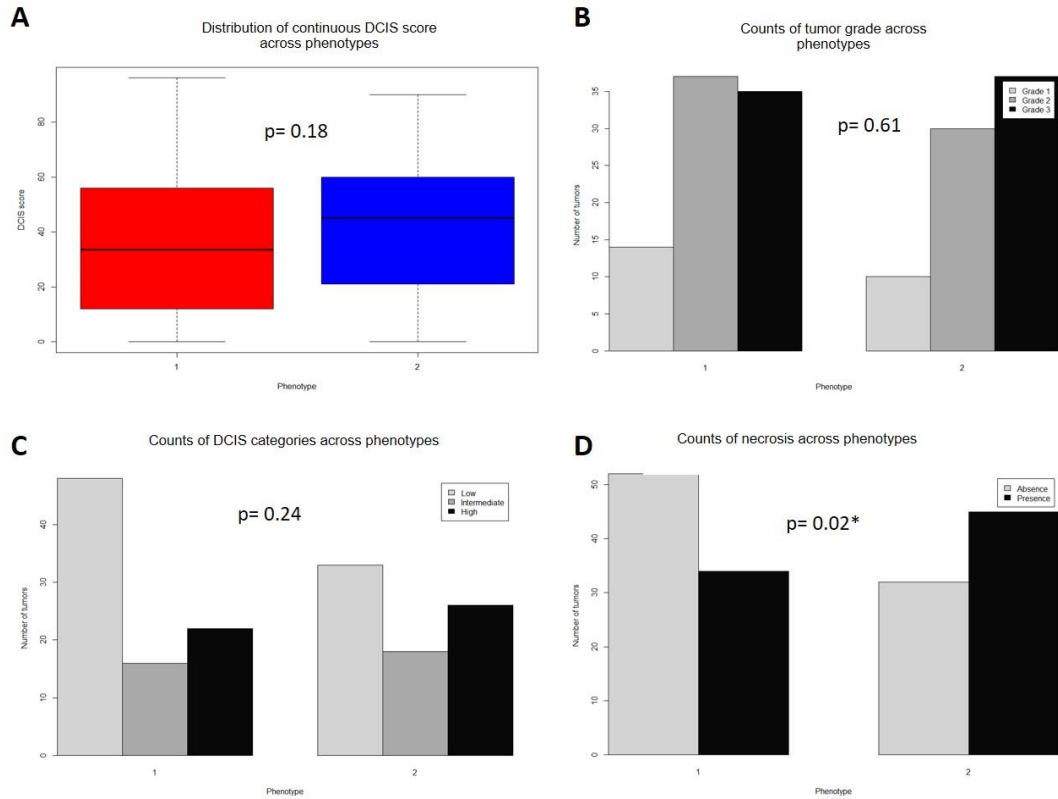 A
Distribution of continuous DCIS score
across phenotypes
p= 0.18
DCIS score
80
60
40
20
0
1
2
Phenotype
B
Counts of tumor grade across
phenotypes
p= 0.61
Grade 1
Grade 2
Grade 3
Number of tumors
35
30
25
20
15
10
5
0
1
2
Phenotype
C
Counts of DCIS categories across phenotypes
p= 0.24
Low
Intermediate
High
Number of tumors
40
30
20
10
0
1
2
Phenotype
D
Counts of necrosis across phenotypes
p= 0.02*
Absence
Presence
Number of tumors
50
40
30
20
10
0
1
2
Phenotype